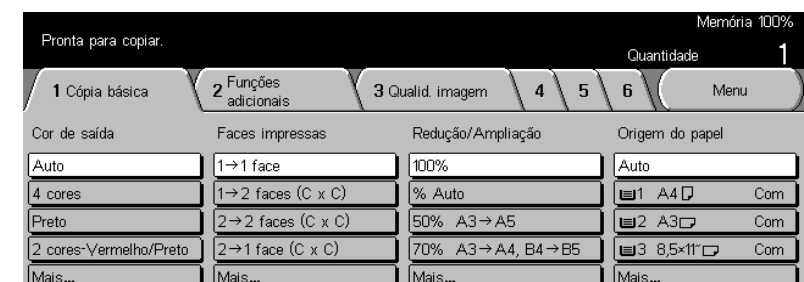 Memória 100%
Pronta para copiar.
Quantidade 1
1 Cópia básica
2 Funções adicionais
3 Qualid. imagem
4
5
6
Menu
Cor de saída
Auto
4 cores
Preto
2 cores-Vermelho/Preto
Mais...
Faces impressas
1→1 face
1→2 faces (C x C)
2→2 faces (C x C)
2→1 face (C x C)
Mais...
Redução/Ampliação
100%
% Auto
50% A3→A5
70% A3→A4, B4→B5
Mais...
Origem do papel
Auto
1 A4 Com
2 A3 Com
3 8,5×11" Com
Mais...